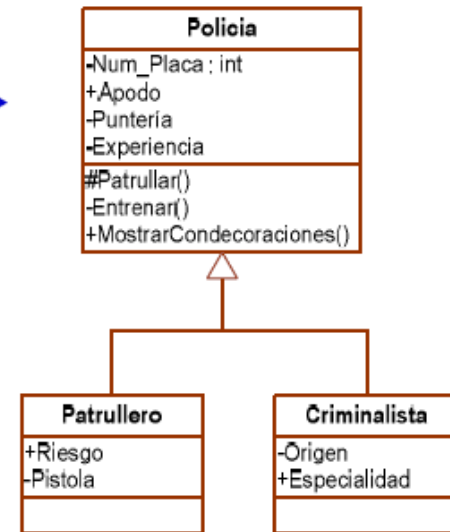 Policia
-Num_Placa : int
+Apodo
-Puntería
-Experiencia
#Patrullar()
-Entrenar()
+MostrarCondecoraciones()
Patrullero
+Riesgo
-Pistola
Criminalista
-Origen
+Especialidad